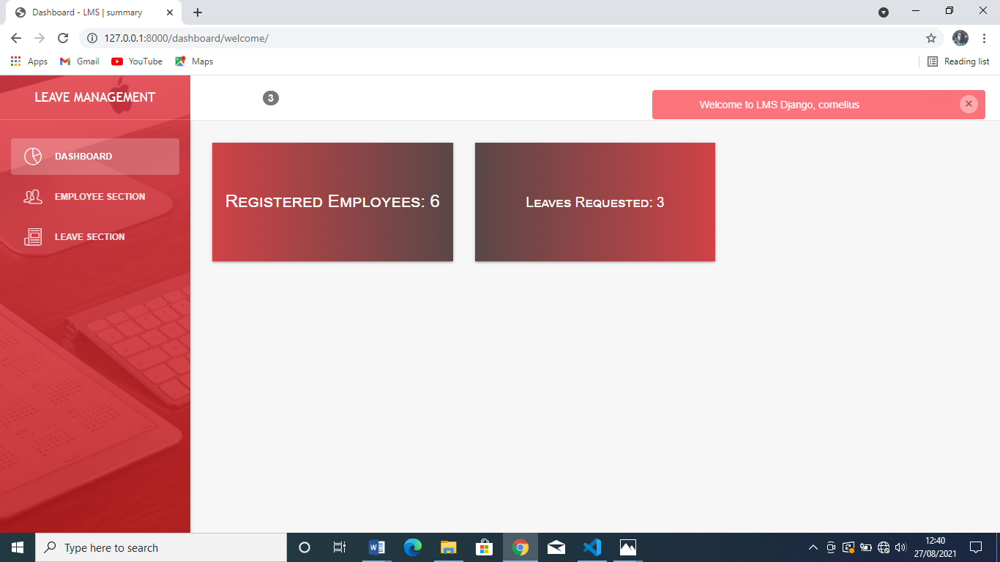 Dashboard - LMS | summary
127.0.0.1:8000/dashboard/welcome/
Apps Gmail YouTube Maps Reading list
LEAVE MANAGEMENT
3
Welcome to LMS Django, cornelius
DASHBOARD
EMPLOYEE SECTION
LEAVE SECTION
Registered Employees: 6
Leaves Requested: 3
Type here to search
12:40
27/08/2021